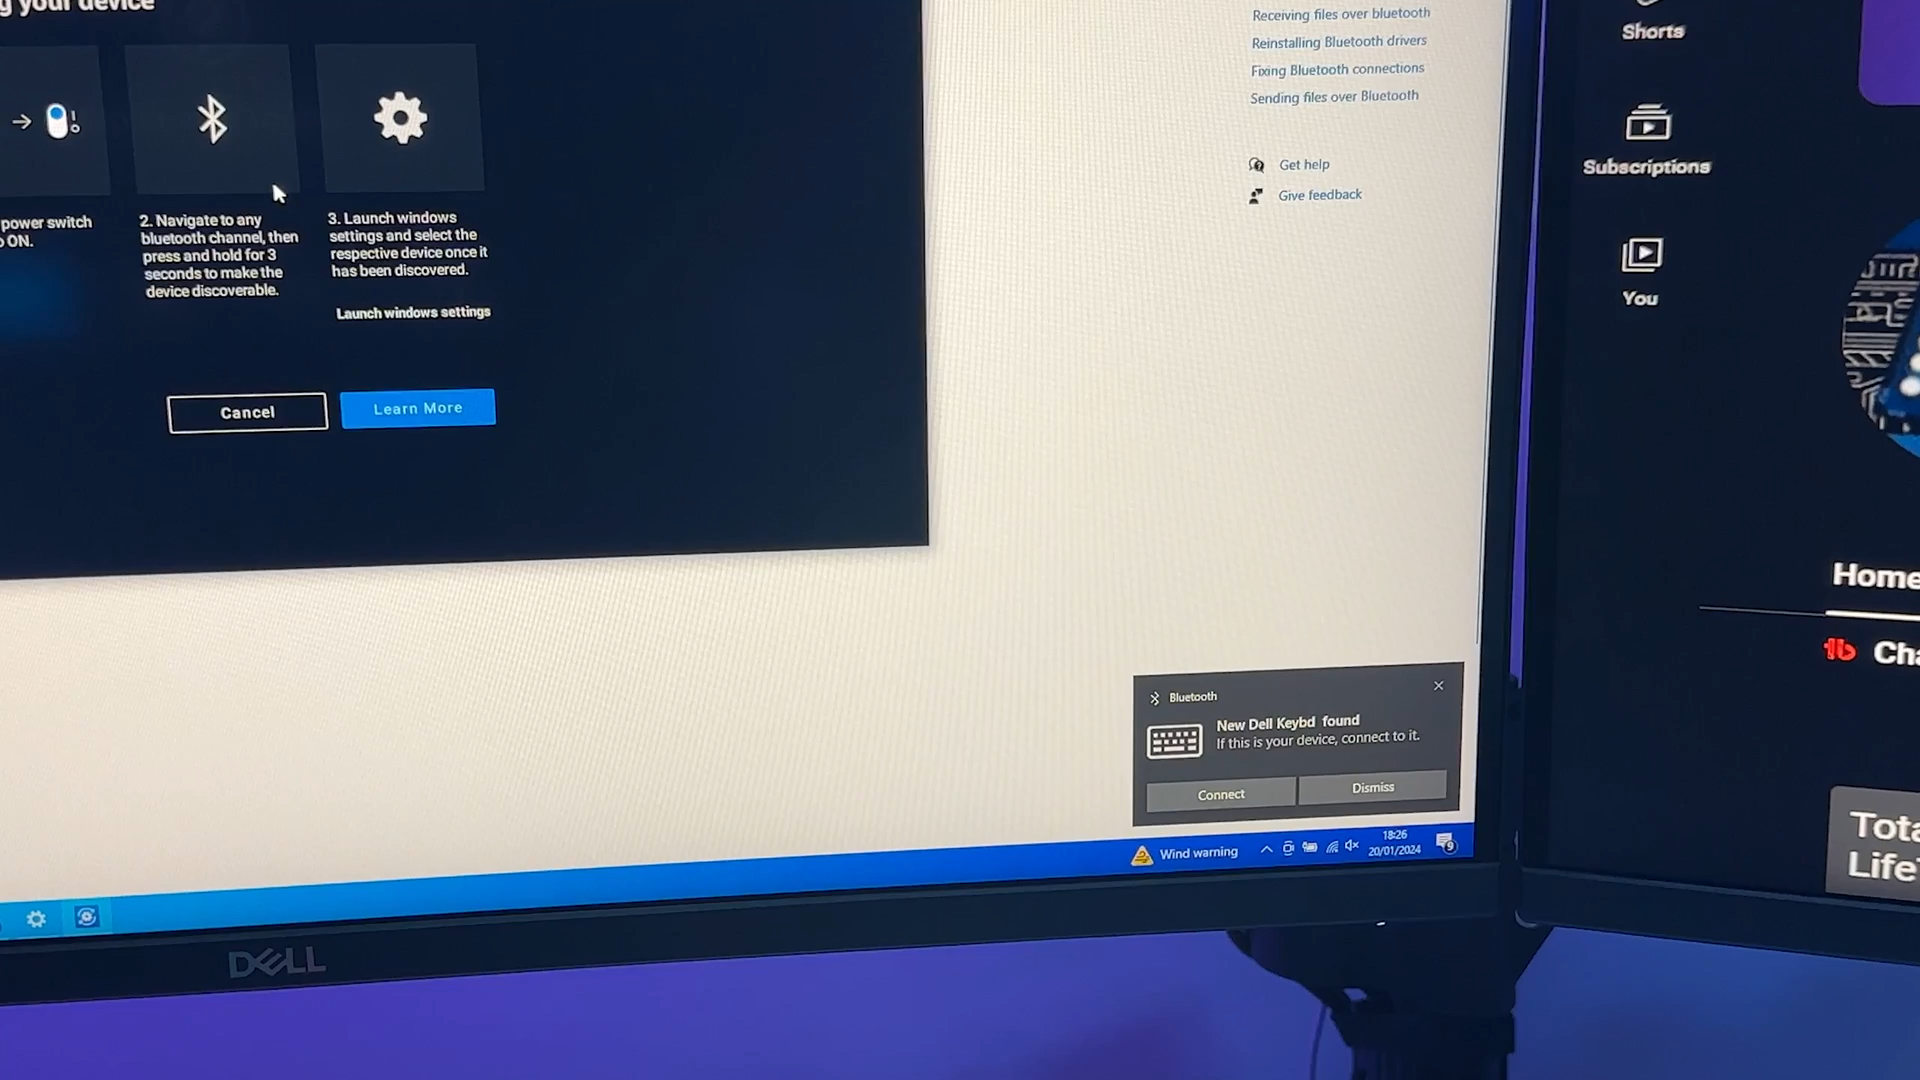 your device
power switch
ON.
2. Navigate to any
bluetooth channel, then
press and hold for 3
seconds to make the
device discoverable.
3. Launch windows
settings and select the
respective device once it
has been discovered.
Launch windows settings
Cancel
Learn More
Receiving files over bluetooth
Reinstalling Bluetooth drivers
Fixing Bluetooth connections
Sending files over Bluetooth
Get help
Give feedback
Bluetooth
New Dell Keybd found
If this is your device, connect to it.
Connect
Dismiss
Wind warning
18:26
20/01/2024
9
DELL
Shorts
Subscriptions
You
Home
Cha
Tota
Life